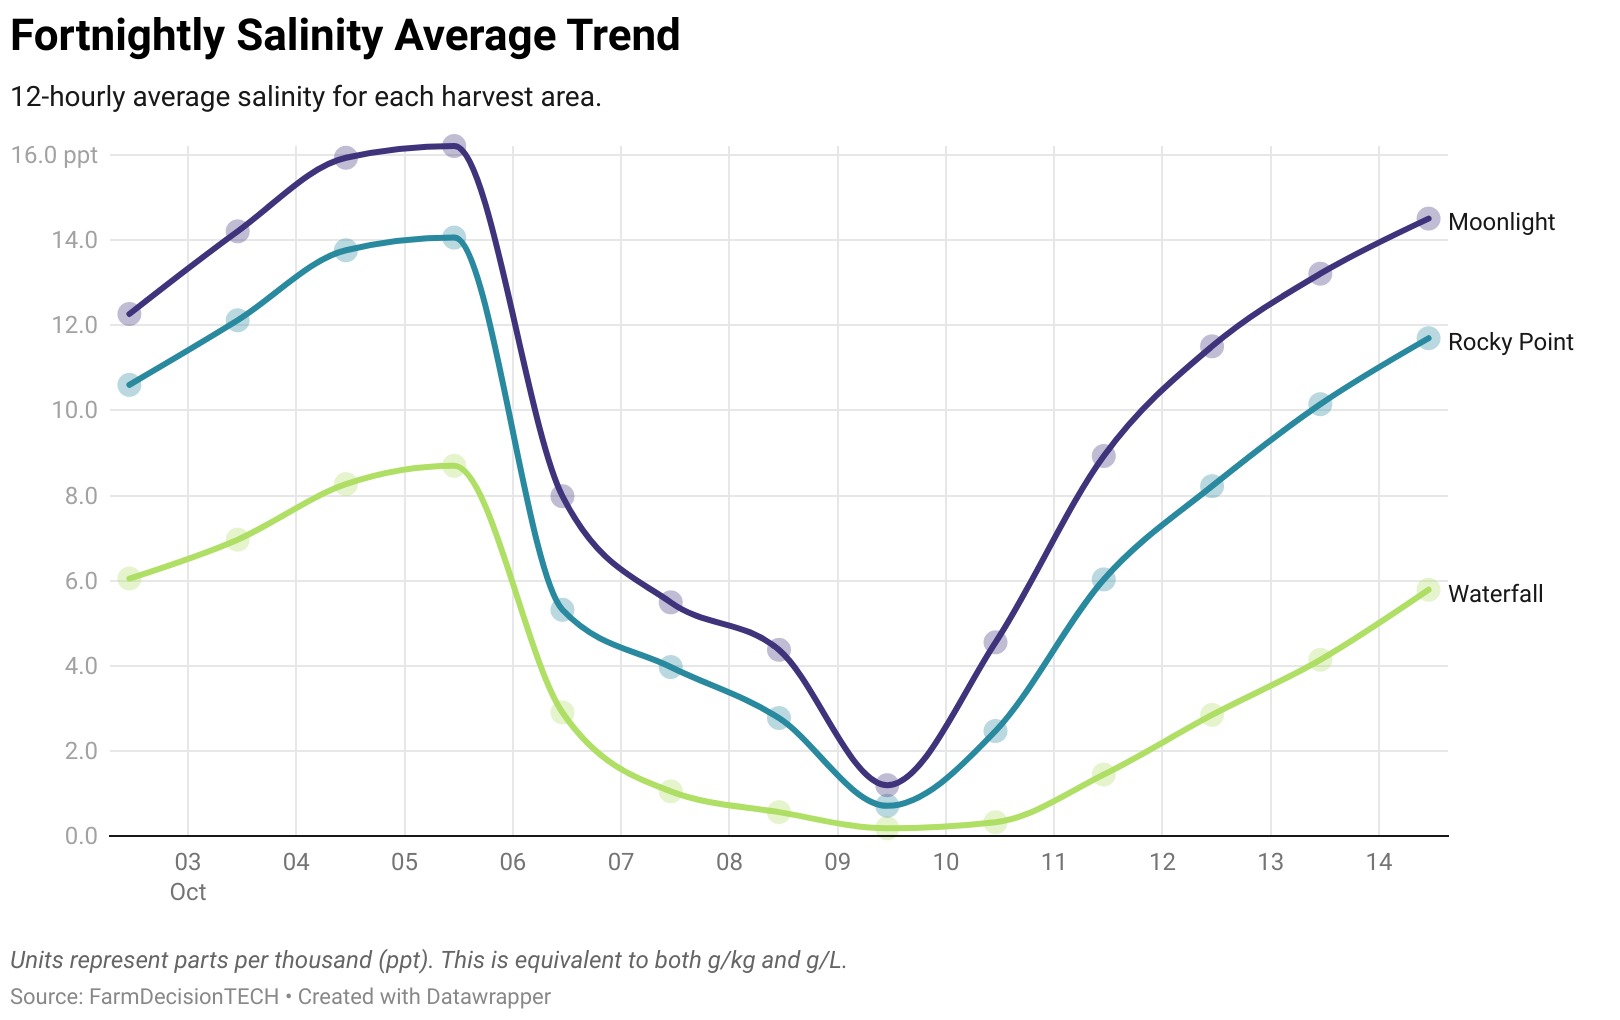 Fortnightly Salinity Average Trend
12-hourly average salinity for each harvest area.
16.0 ppt
14.0
12.0
10.0
8.0
6.0
4.0
2.0
0.0
Moonlight
Rocky Point
Waterfall
03 04 05 06 07 08 09 10 11 12 13 14
Oct
Units represent parts per thousand (ppt). This is equivalent to both g/kg and g/L.
Source: FarmDecisionTECH • Created with Datawrapper